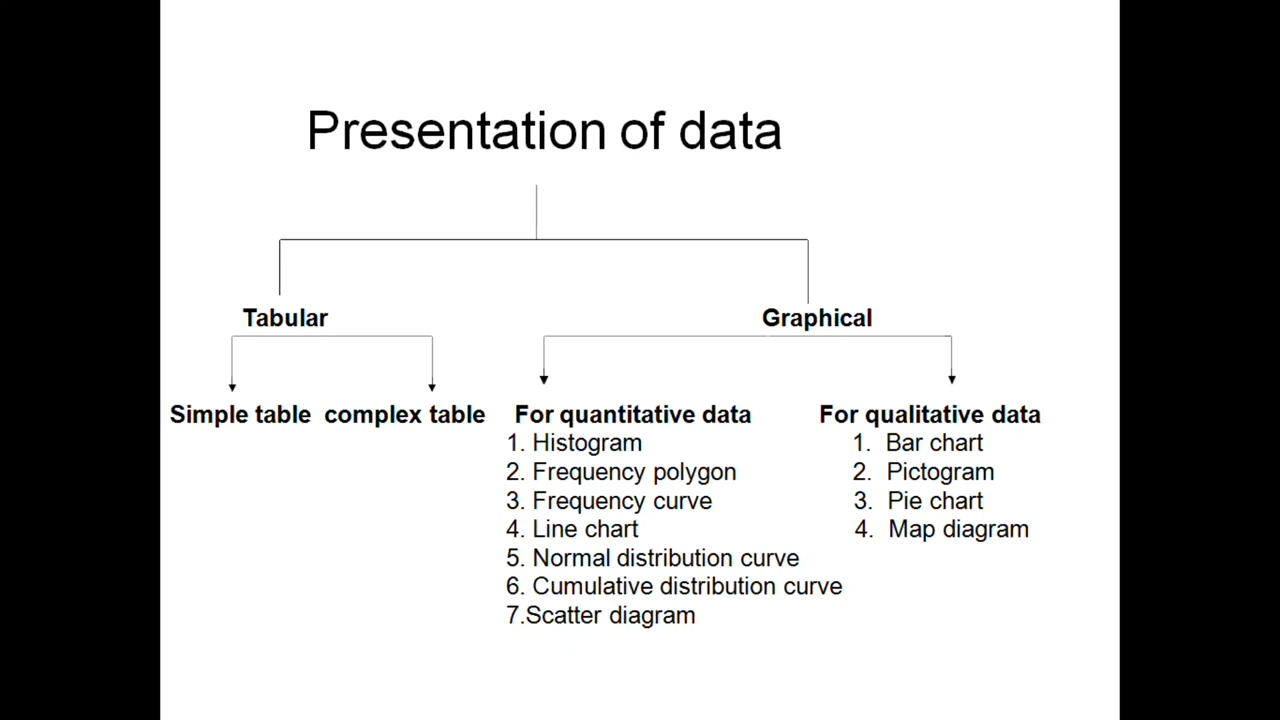 Presentation of data
Tabular
Graphical
Simple table complex table
For quantitative data
1. Histogram
2. Frequency polygon
3. Frequency curve
4. Line chart
5. Normal distribution curve
6. Cumulative distribution curve
7.Scatter diagram
For qualitative data
1. Bar chart
2. Pictogram
3. Pie chart
4. Map diagram